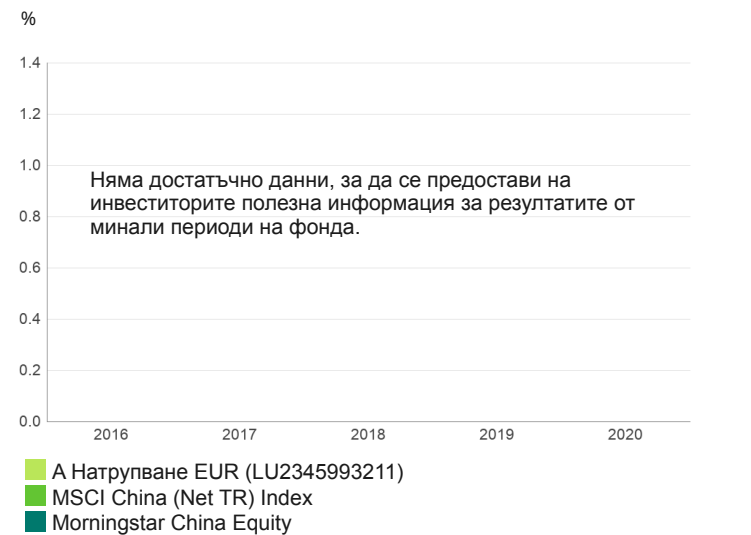 %
1.4
1.2
1.0
Няма достатъчно данни, за да се предостави на
инвеститорите полезна информация за резултатите от
минали периоди на фонда.
0.8
0.6
0.4
0.2
0.0
2016 2017 2018 2019 2020
А Натрупване EUR (LU2345993211)
MSCI China (Net TR) Index
Morningstar China Equity